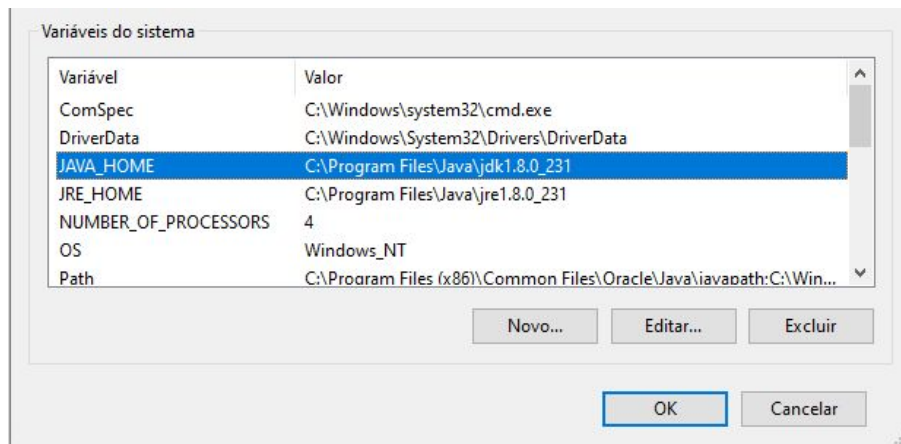 Variáveis do sistema
Variável Valor
ComSpec C:\Windows\system32\cmd.exe
DriverData C:\Windows\System32\Drivers\DriverData
JAVA_HOME C:\Program Files\Java\jdk1.8.0_231
JRE_HOME C:\Program Files\Java\jre1.8.0_231
NUMBER_OF_PROCESSORS 4
OS Windows_NT
Path C:\Program Files (x86)\Common Files\Oracle\Java\javapath;C:\Win...
Novo... Editar... Excluir
OK Cancelar